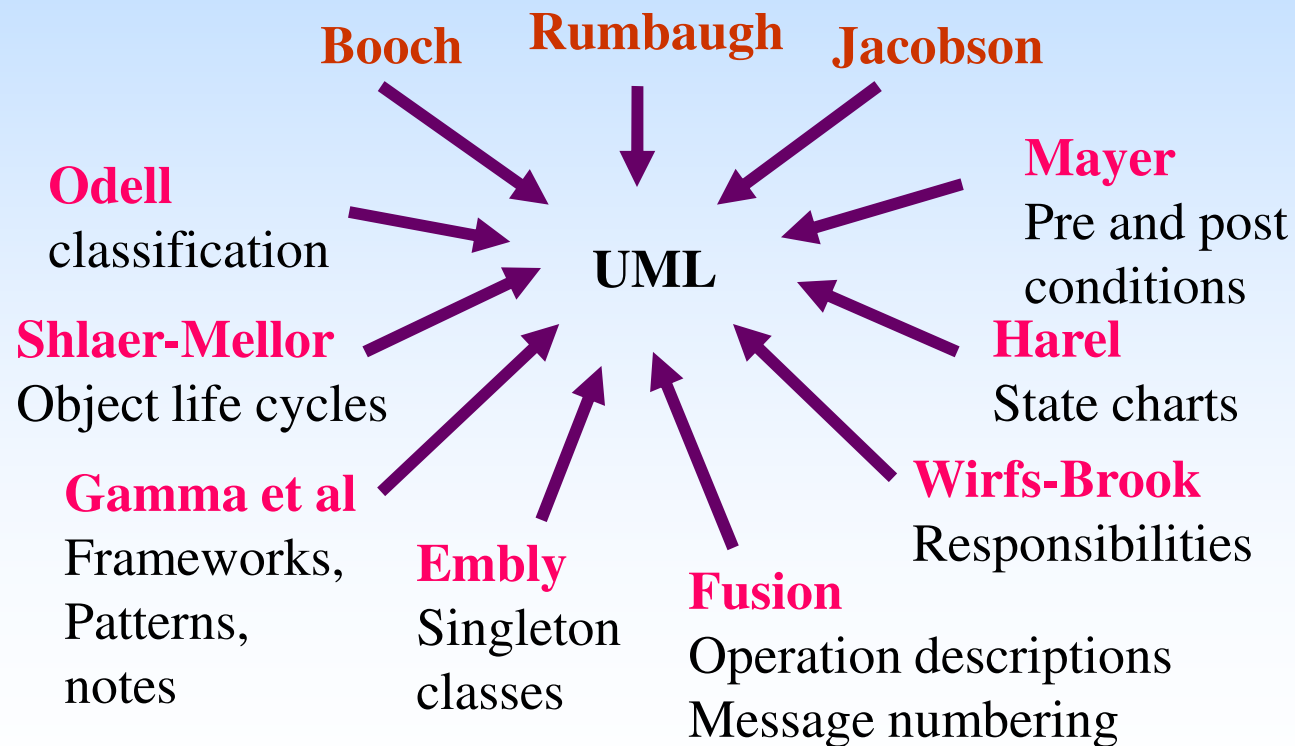 Booch
Rumbaugh
Jacobson
Odell
classification
Mayer
Pre and post
conditions
UML
Shlaer-Mellor
Object life cycles
Harel
State charts
Gamma et al
Frameworks,
Patterns,
notes
Embly
Singleton
classes
Fusion
Operation descriptions
Message numbering
Wirfs-Brook
Responsibilities